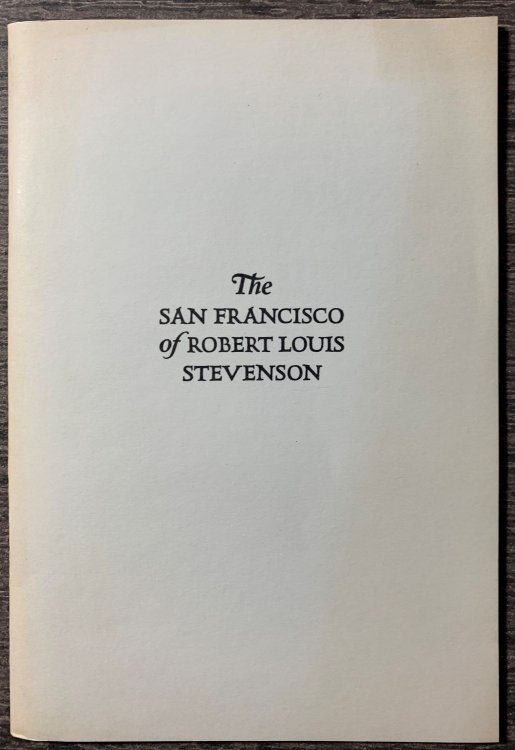 The
SAN FRANCISCO
of ROBERT LOUIS
STEVENSON